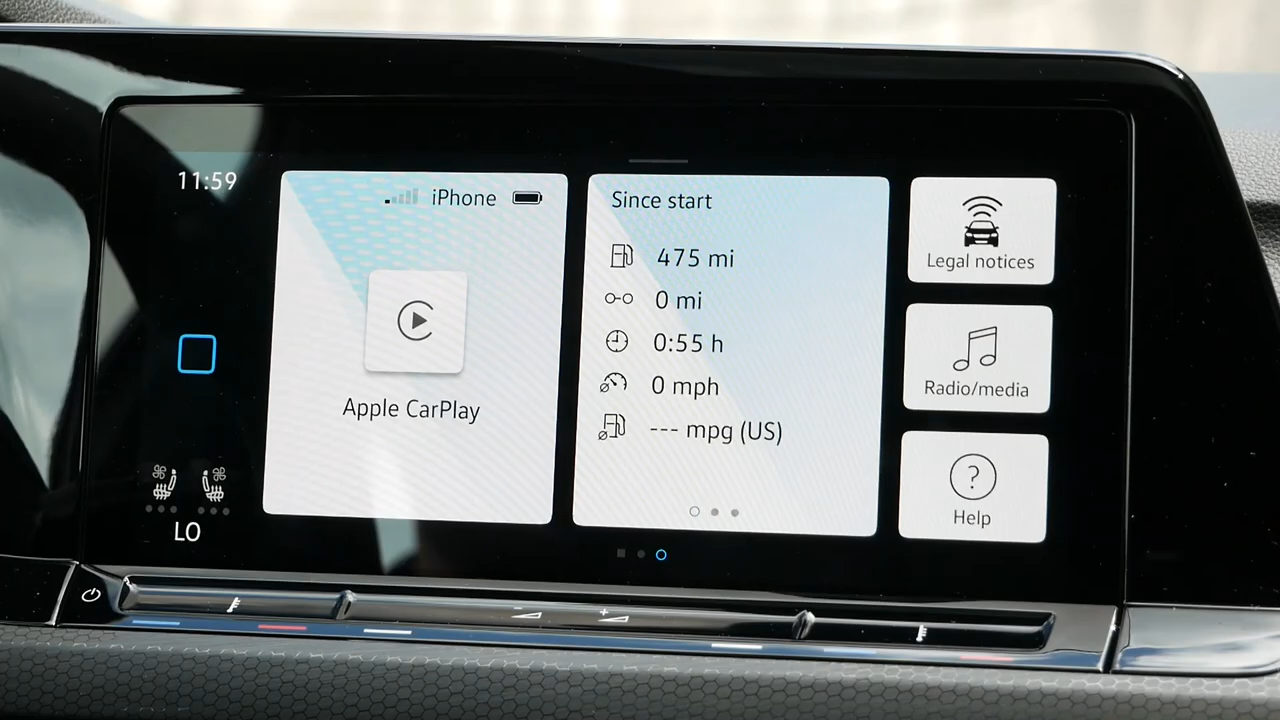 11:59
iPhone
Apple CarPlay
LO
Since start
475 mi
0 mi
0:55 h
0 mph
--- mpg (US)
Legal notices
Radio/media
?
Help